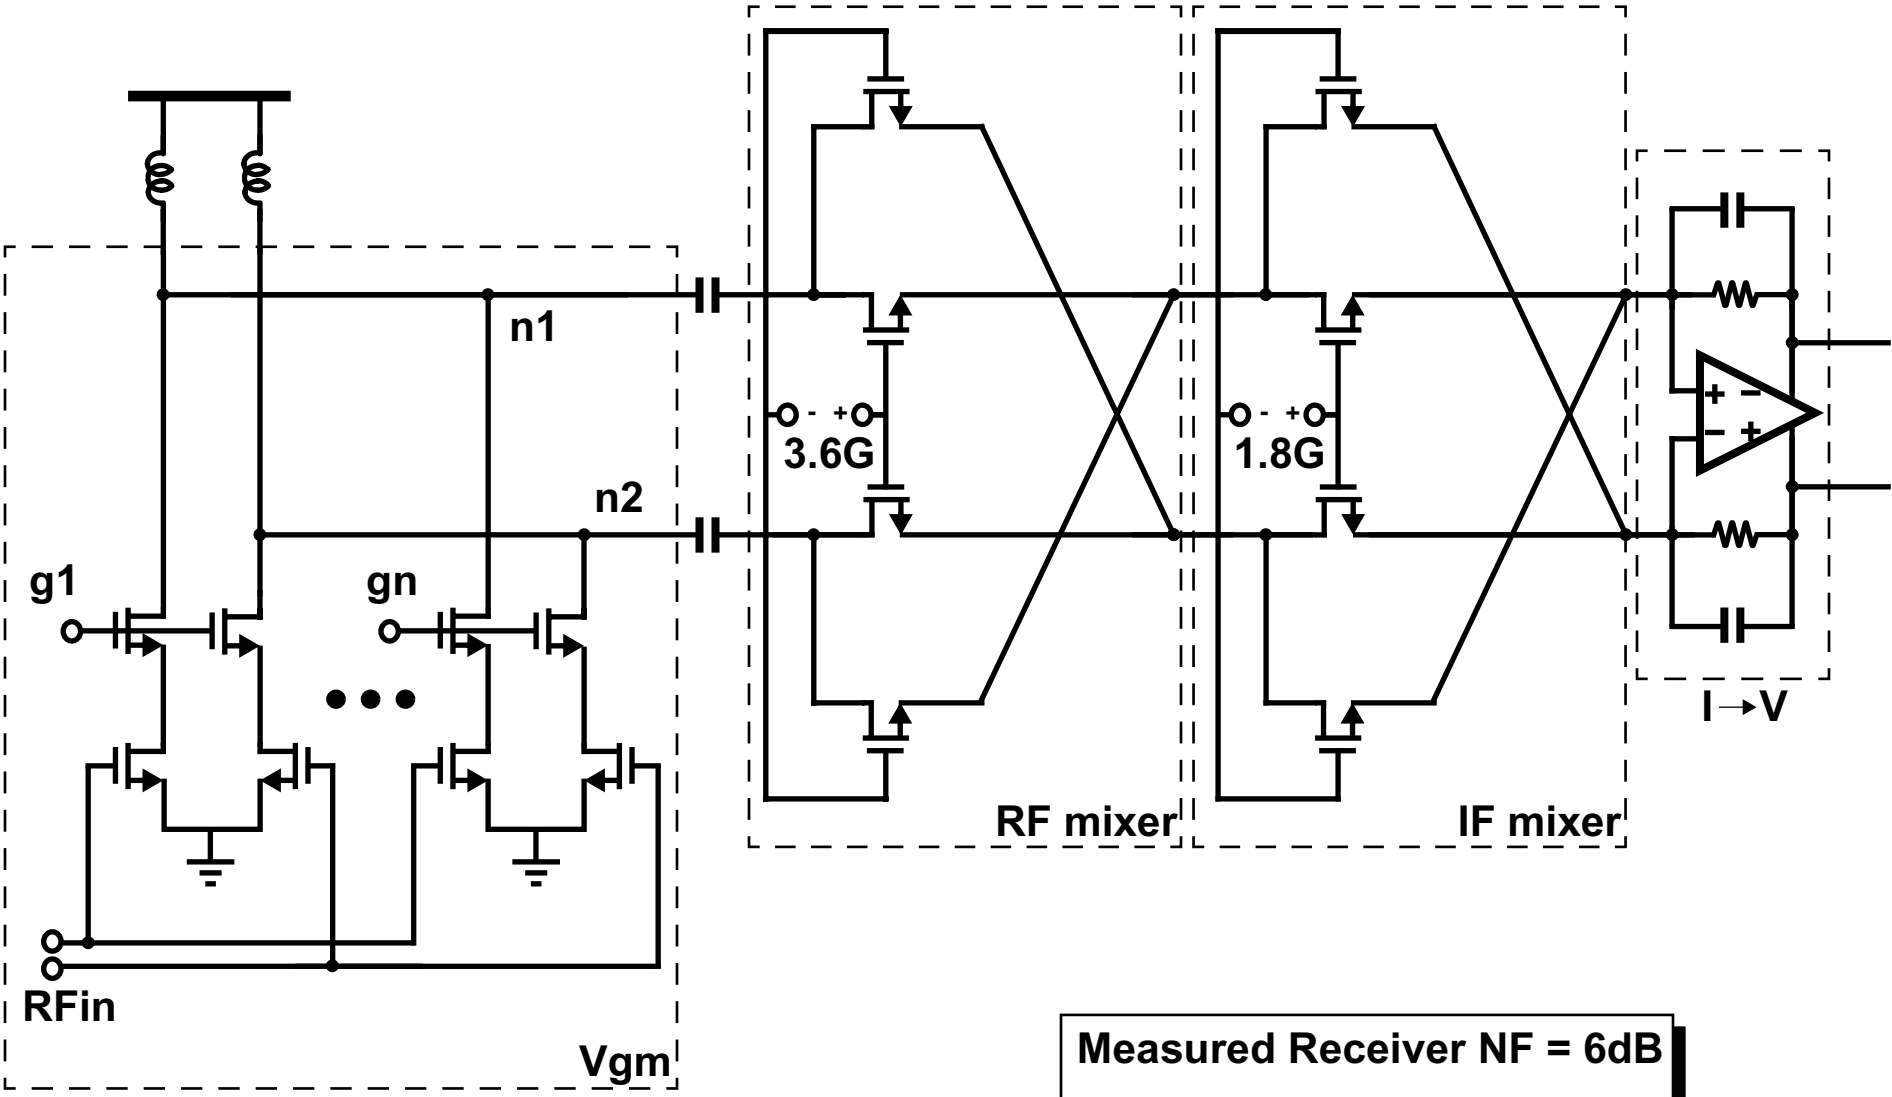 n1
n2
g1
gn
RFin
Vgm
- +
3.6G
RF mixer
- +
1.8G
IF mixer
+ −
− +
I→V
Measured Receiver NF = 6dB